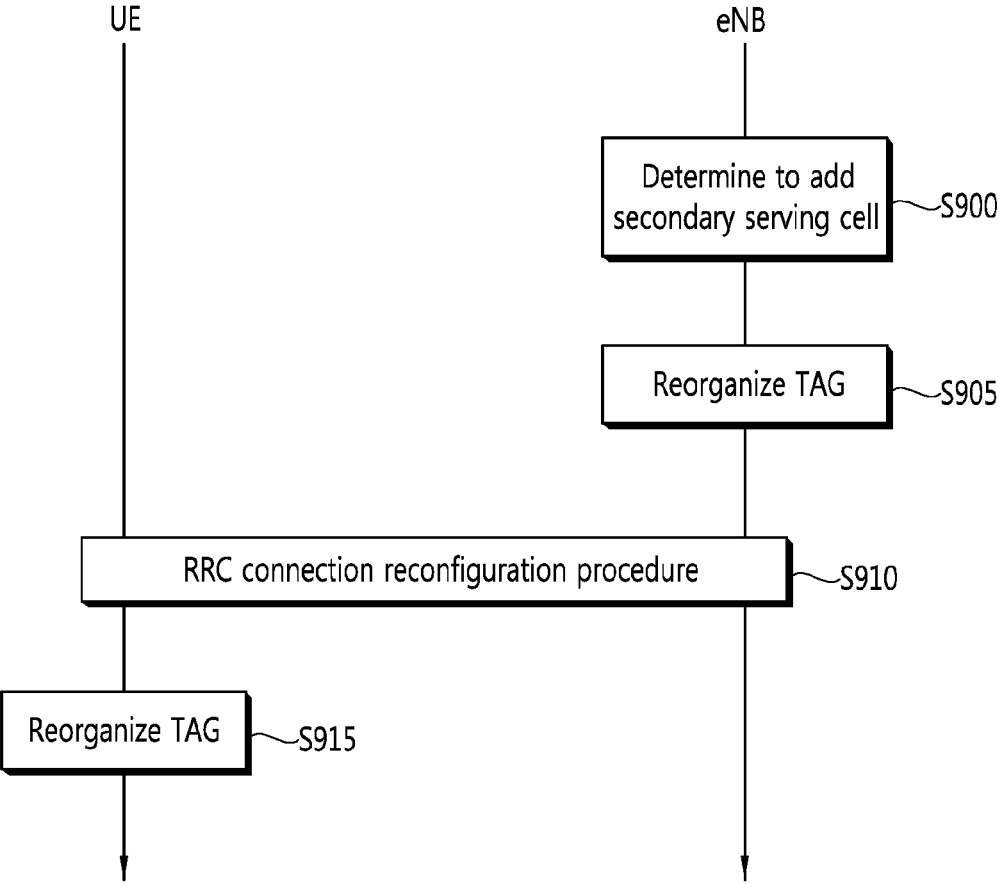 UE
eNB
Determine to add
secondary serving cell
S900
Reorganize TAG
S905
RRC connection reconfiguration procedure
S910
Reorganize TAG
S915